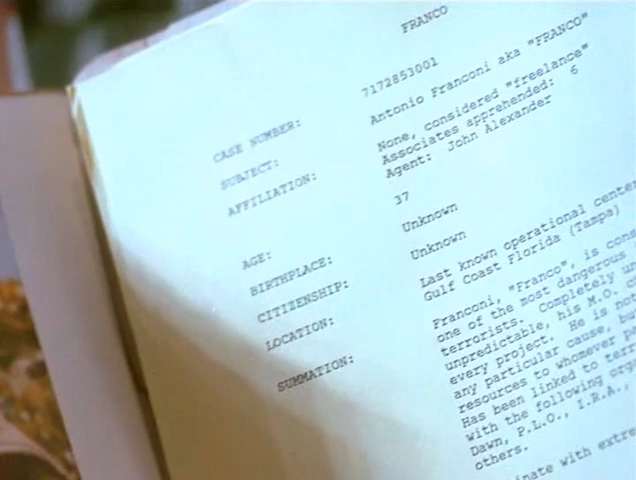 FRANCO
CASE NUMBER: 7172853001
SUBJECT: Antonio Franconi aka "FRANCO"
AFFILIATION: None, considered "freelance"
Associates apprehended: 6
Agent: John Alexander
AGE: 37
BIRTHPLACE: Unknown
CITIZENSHIP: Unknown
LOCATION: Last known operational center
Gulf Coast Florida (Tampa)
SUMMATION: Franconi, "Franco", is
one of the most dangerous
terrorists. Completely
unpredictable, his M.O.
every project. He is not
any particular cause,
resources to whomever
Has been linked to
with the following
Dawn, P.L.O., I.R.A.,
others.
with